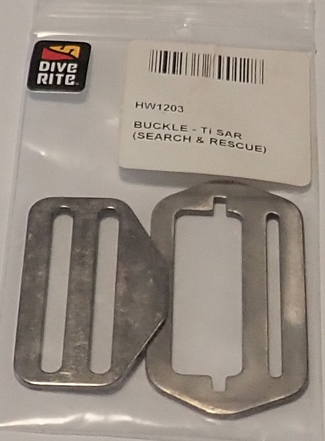 DIVE
RITE
HW1203
BUCKLE - Ti SAR
(SEARCH & RESCUE)